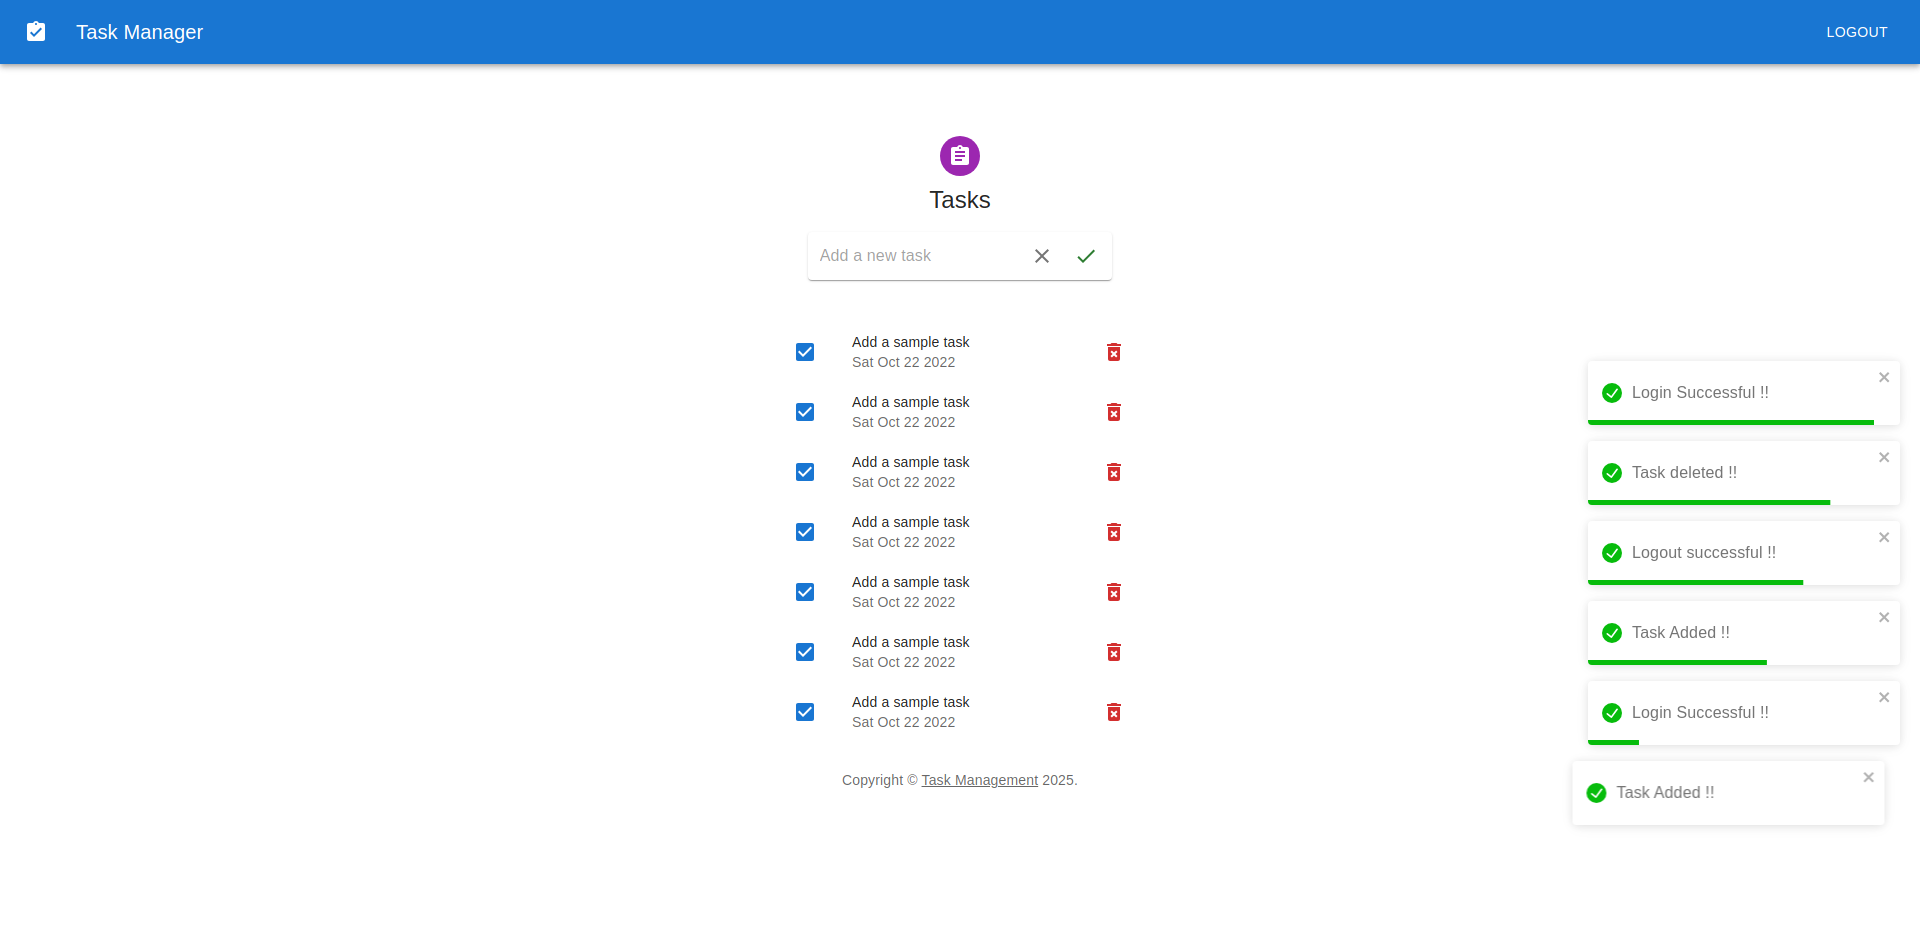 Task Manager
LOGOUT
Tasks
Add a new task
Add a sample task
Sat Oct 22 2022
Add a sample task
Sat Oct 22 2022
Add a sample task
Sat Oct 22 2022
Add a sample task
Sat Oct 22 2022
Add a sample task
Sat Oct 22 2022
Add a sample task
Sat Oct 22 2022
Add a sample task
Sat Oct 22 2022
Copyright © Task Management 2025.
Login Successful !!
Task deleted !!
Logout successful !!
Task Added !!
Login Successful !!
Task Added !!